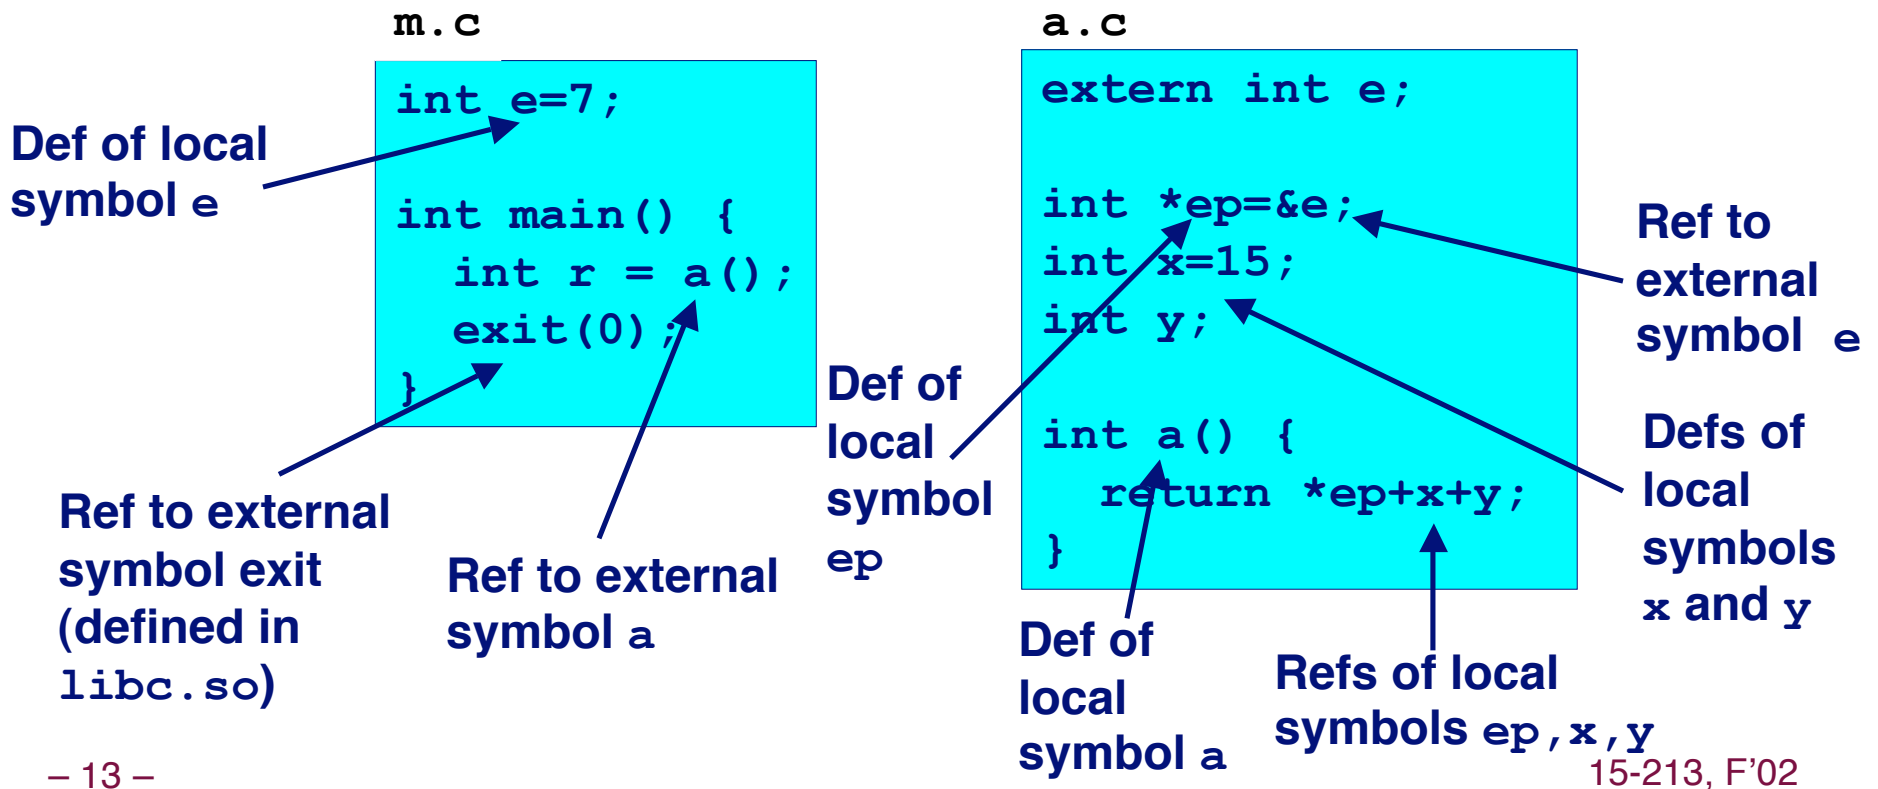 m.c
int e=7;
int main() {
  int r = a();
  exit(0);
}
Def of local
symbol e
Ref to external
symbol exit
(defined in
libc.so)
Ref to external
symbol a
a.c
extern int e;
int *ep=&e;
int x=15;
int y;
int a() {
  return *ep+x+y;
}
Def of
local
symbol
ep
Ref to
external
symbol e
Defs of
local
symbols
x and y
Def of
local
symbol a
Refs of local
symbols ep,x,y
– 13 –
15-213, F’02